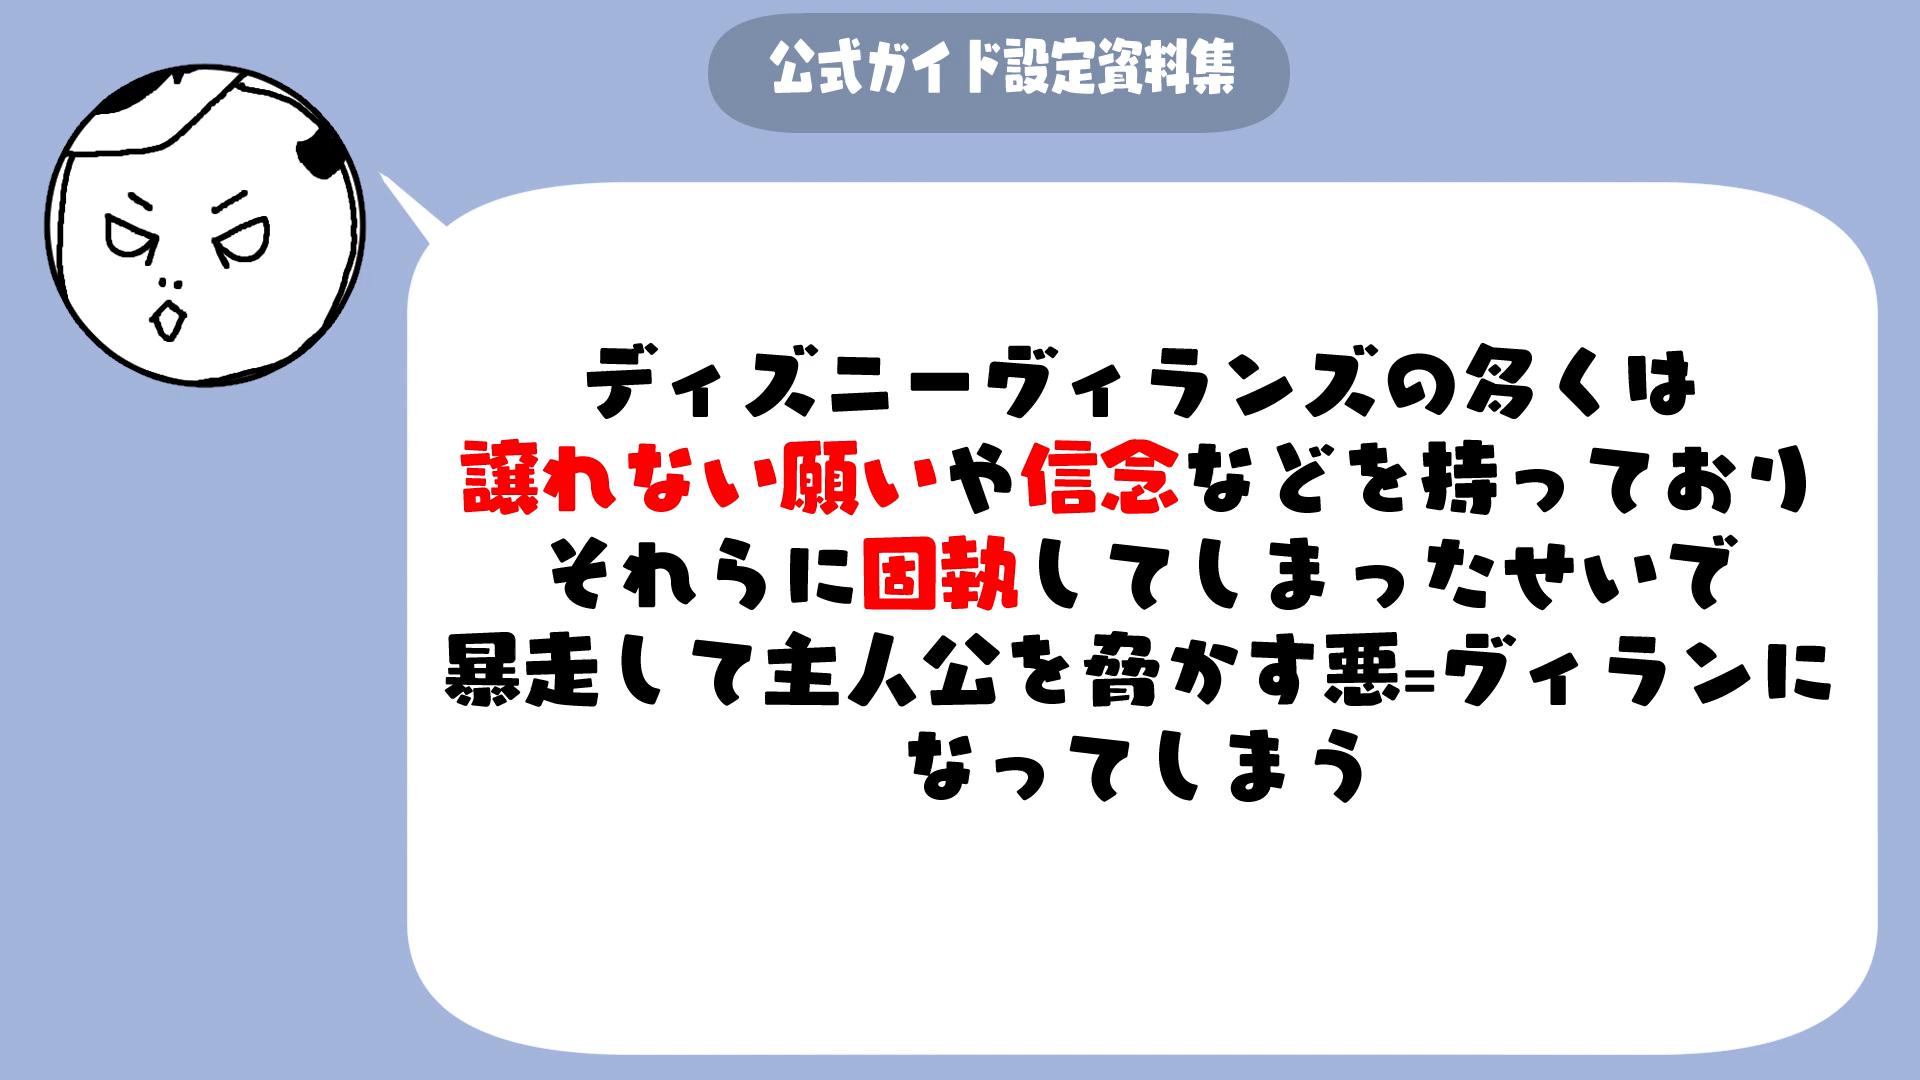 公式ガイド設定資料集
ディズニーヴィランズの多くは
譲れない願いや信念などを持っており
それらに固執してしまったせいで
暴走して主人公を脅かす悪=ヴィランに
なってしまう